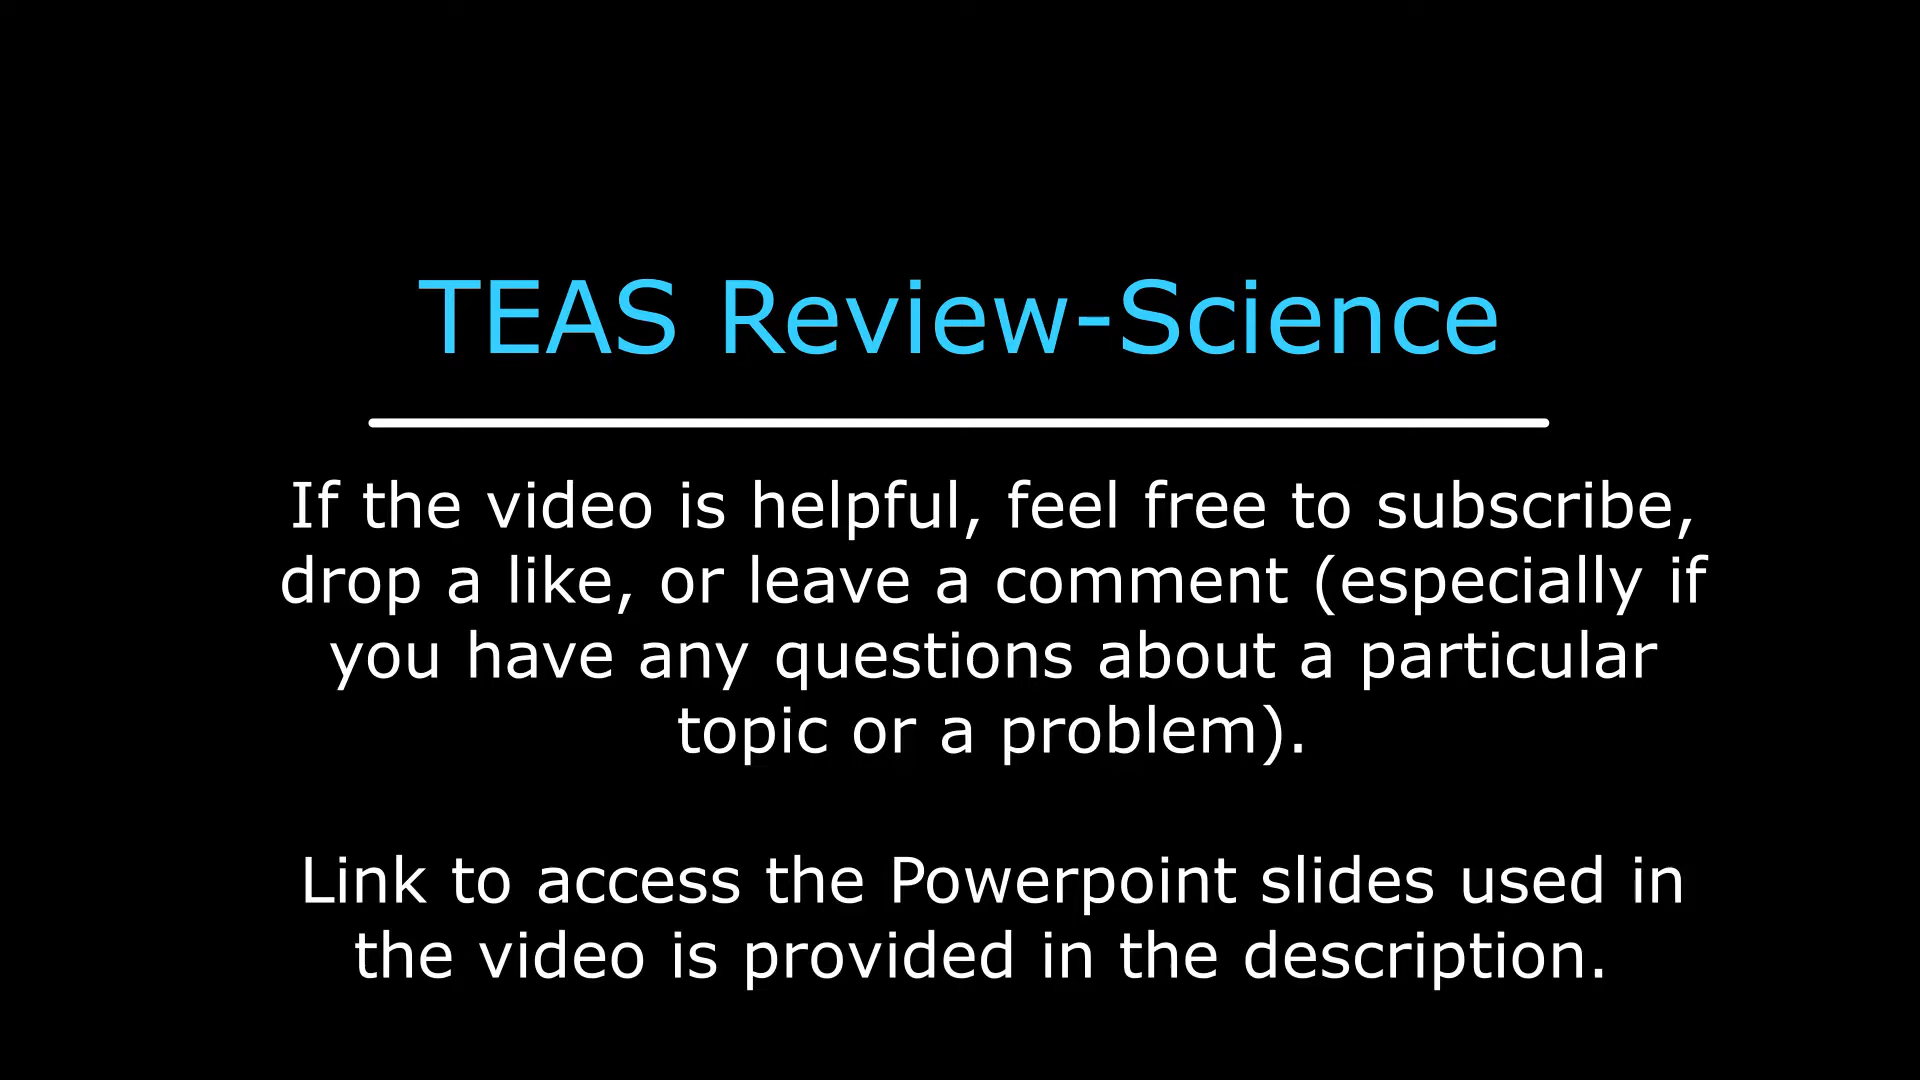 TEAS Review-Science
If the video is helpful, feel free to subscribe,
drop a like, or leave a comment (especially if
you have any questions about a particular
topic or a problem).
Link to access the Powerpoint slides used in
the video is provided in the description.